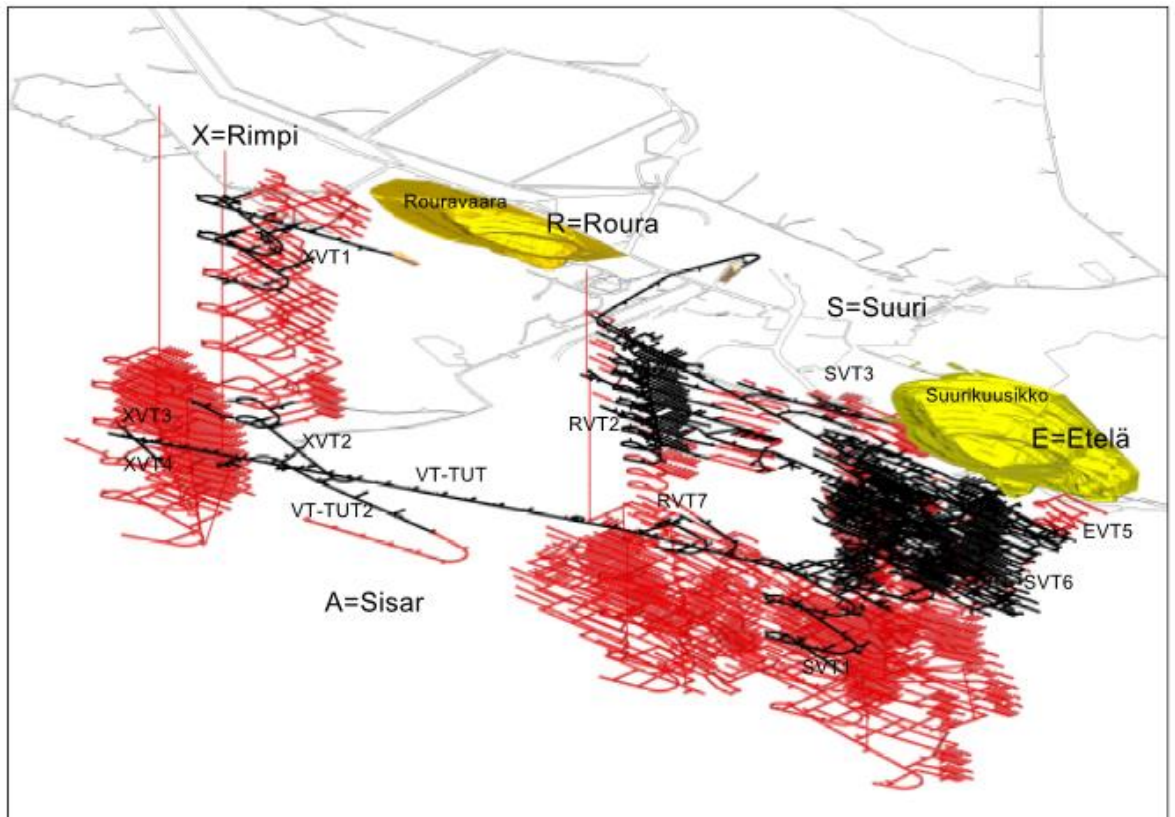 X=Rimpi
Rouravaara
R=Roura
XVT1
S=Suuri
SVT3
Suurikuusikko
E=Etelä
XVT3
RVT2
XVT2
XVT4
VT-TUT
RVT7
VT-TUT2
EVT5
SVT6
A=Sisar
SVT1